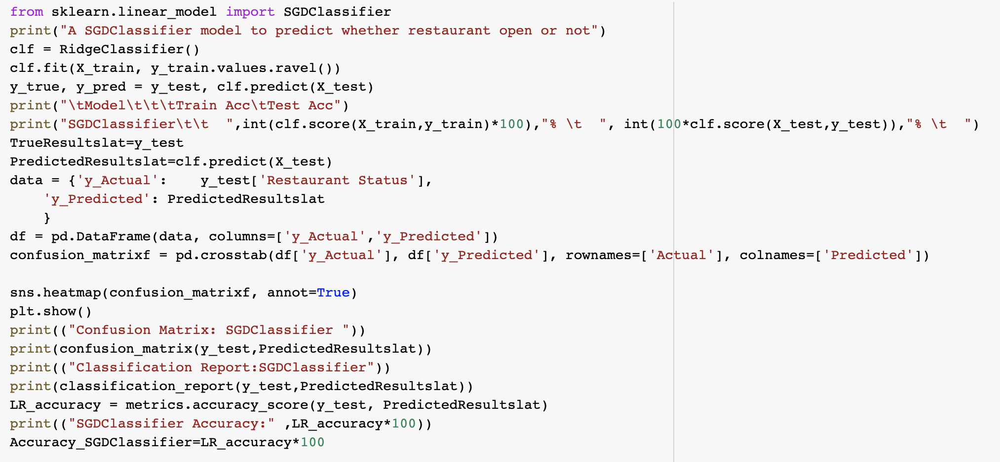 from sklearn.linear_model import SGDClassifier
print("A SGDClassifier model to predict whether restaurant open or not")
clf = RidgeClassifier()
clf.fit(X_train, y_train.values.ravel())
y_true, y_pred = y_test, clf.predict(X_test)
print("\tModel\t\t\tTrain Acc\tTest Acc")
print("SGDClassifier\t\t  ",int(clf.score(X_train,y_train)*100),"% \t  ", int(100*clf.score(X_test,y_test)),"% \t  ")
TrueResultslat=y_test
PredictedResultslat=clf.predict(X_test)
data = {'y_Actual':    y_test['Restaurant Status'],
    'y_Predicted': PredictedResultslat
    }
df = pd.DataFrame(data, columns=['y_Actual','y_Predicted'])
confusion_matrixf = pd.crosstab(df['y_Actual'], df['y_Predicted'], rownames=['Actual'], colnames=['Predicted'])

sns.heatmap(confusion_matrixf, annot=True)
plt.show()
print(("Confusion Matrix: SGDClassifier "))
print(confusion_matrix(y_test,PredictedResultslat))
print(("Classification Report:SGDClassifier"))
print(classification_report(y_test,PredictedResultslat))
LR_accuracy = metrics.accuracy_score(y_test, PredictedResultslat)
print(("SGDClassifier Accuracy:" ,LR_accuracy*100))
Accuracy_SGDClassifier=LR_accuracy*100